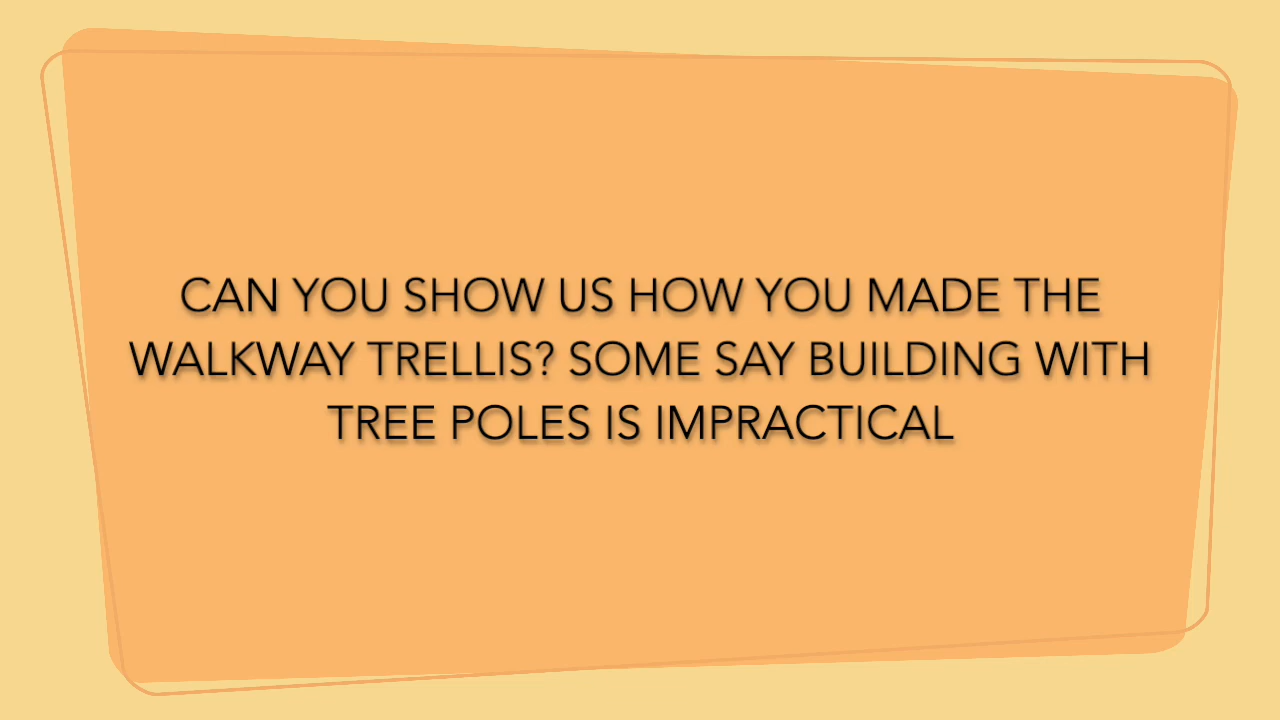 CAN YOU SHOW US HOW YOU MADE THE
WALKWAY TRELLIS? SOME SAY BUILDING WITH
TREE POLES IS IMPRACTICAL